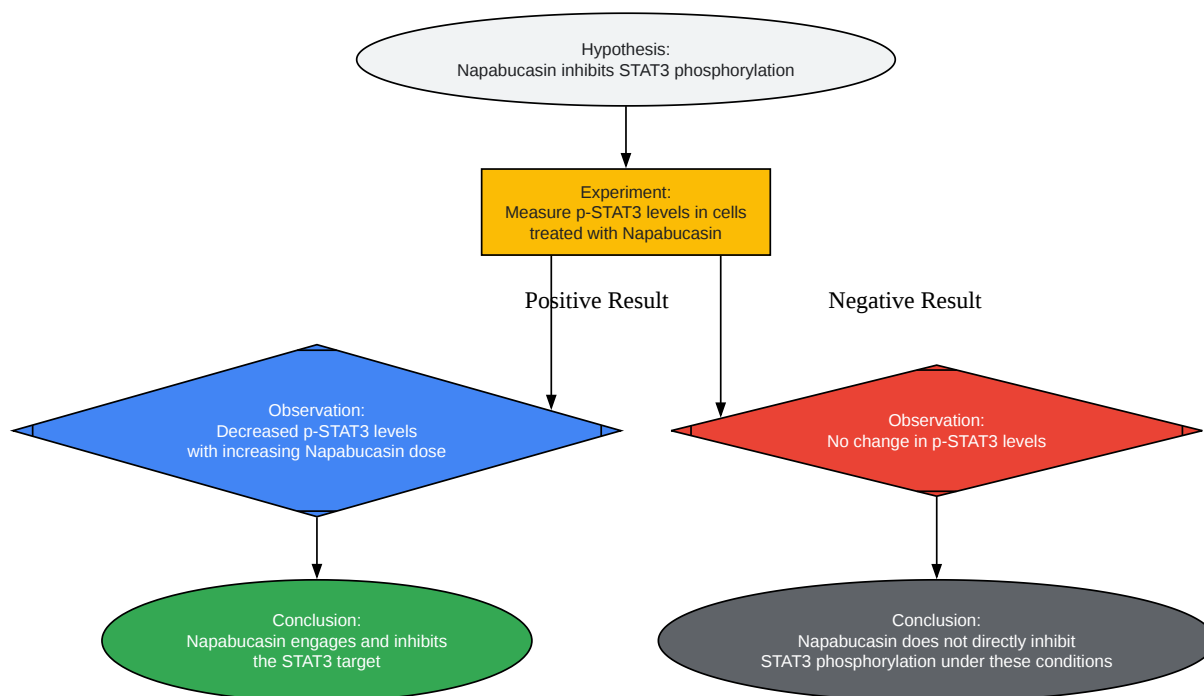 Hypothesis:
Napabucasin inhibits STAT3 phosphorylation
Experiment:
Measure p-STAT3 levels in cells
treated with Napabucasin
Positive Result
Negative Result
Observation:
Decreased p-STAT3 levels
with increasing Napabucasin dose
Observation:
No change in p-STAT3 levels
Conclusion:
Napabucasin engages and inhibits
the STAT3 target
Conclusion:
Napabucasin does not directly inhibit
STAT3 phosphorylation under these conditions